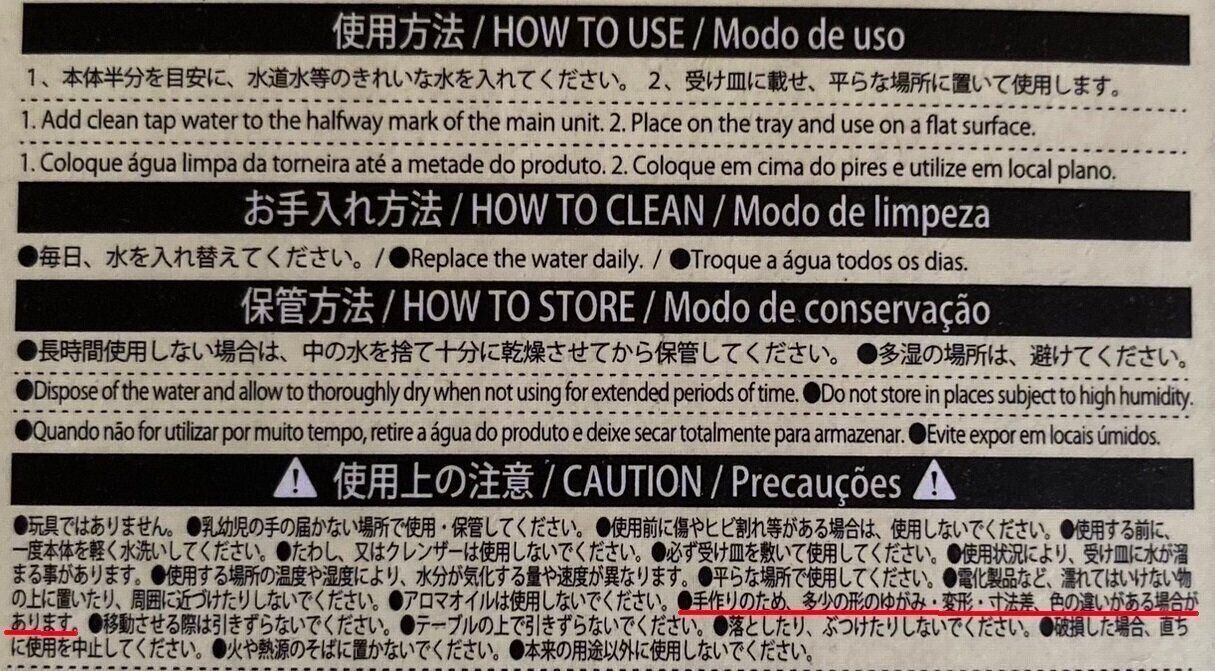 使用方法 / HOW TO USE / Modo de uso
1、本体半分を目安に、水道水等のきれいな水を入れてください。 2、受け皿に載せ、平らな場所に置いて使用します。
1. Add clean tap water to the halfway mark of the main unit. 2. Place on the tray and use on a flat surface.
1. Coloque água limpa da torneira até a metade do produto. 2. Coloque em cima do pires e utilize em local plano.
お手入れ方法 / HOW TO CLEAN / Modo de limpeza
●毎日、水を入れ替えてください。/ ●Replace the water daily. / ●Troque a água todos os dias.
保管方法 / HOW TO STORE / Modo de conservação
●長時間使用しない場合は、中の水を捨て十分に乾燥させてから保管してください。 ●多湿の場所は、避けてください。
●Dispose of the water and allow to thoroughly dry when not using for extended periods of time. ●Do not store in places subject to high humidity.
●Quando não for utilizar por muito tempo, retire a água do produto e deixe secar totalmente para armazenar. ●Evite expor em locais úmidos.
⚠ 使用上の注意 / CAUTION / Precauções ⚠
●玩具ではありません。 ●乳幼児の手の届かない場所で使用・保管してください。 ●使用前に傷やヒビ割れ等がある場合は、使用しないでください。 ●使用する前に、
一度本体を軽く水洗いしてください。 ●たわし、又はクレンザーは使用しないでください。 ●必ず受け皿を敷いて使用してください。 ●使用状況により、受け皿に水が溜
まる事があります。 ●使用する場所の温度や湿度により、水分が気化する量や速度が異なります。 ●平らな場所で使用してください。 ●電化製品など、濡れてはいけない物
の上に置いたり、周囲に近づけたりしないでください。 ●アロマオイルは使用しないでください。 ●手作りのため、多少の形のゆがみ・変形・寸法差、色の違いがある場合が
あります。 ●移動させる際は引きずらないでください。 ●テーブルの上で引きずらないでください。 ●落としたり、ぶつけたりしないでください。 ●破損した場合、直ち
に使用を中止してください。 ●火や熱源のそばに置かないでください。 ●本来の用途以外に使用しないでください。